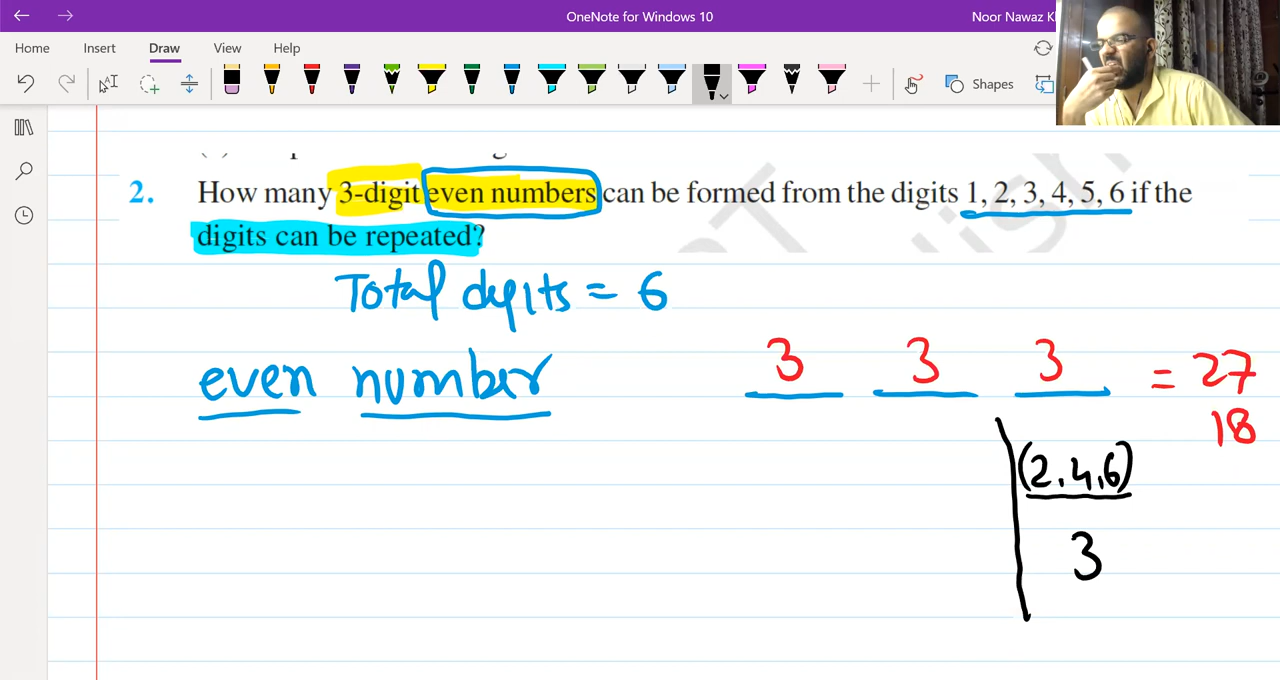 OneNote for Windows 10
Noor Nawaz K
Home Insert Draw View Help
Shapes
2. How many 3-digit even numbers can be formed from the digits 1, 2, 3, 4, 5, 6 if the
digits can be repeated?
Total digits = 6
even number
3 3 3 = 27
18
(2,4,6)
3